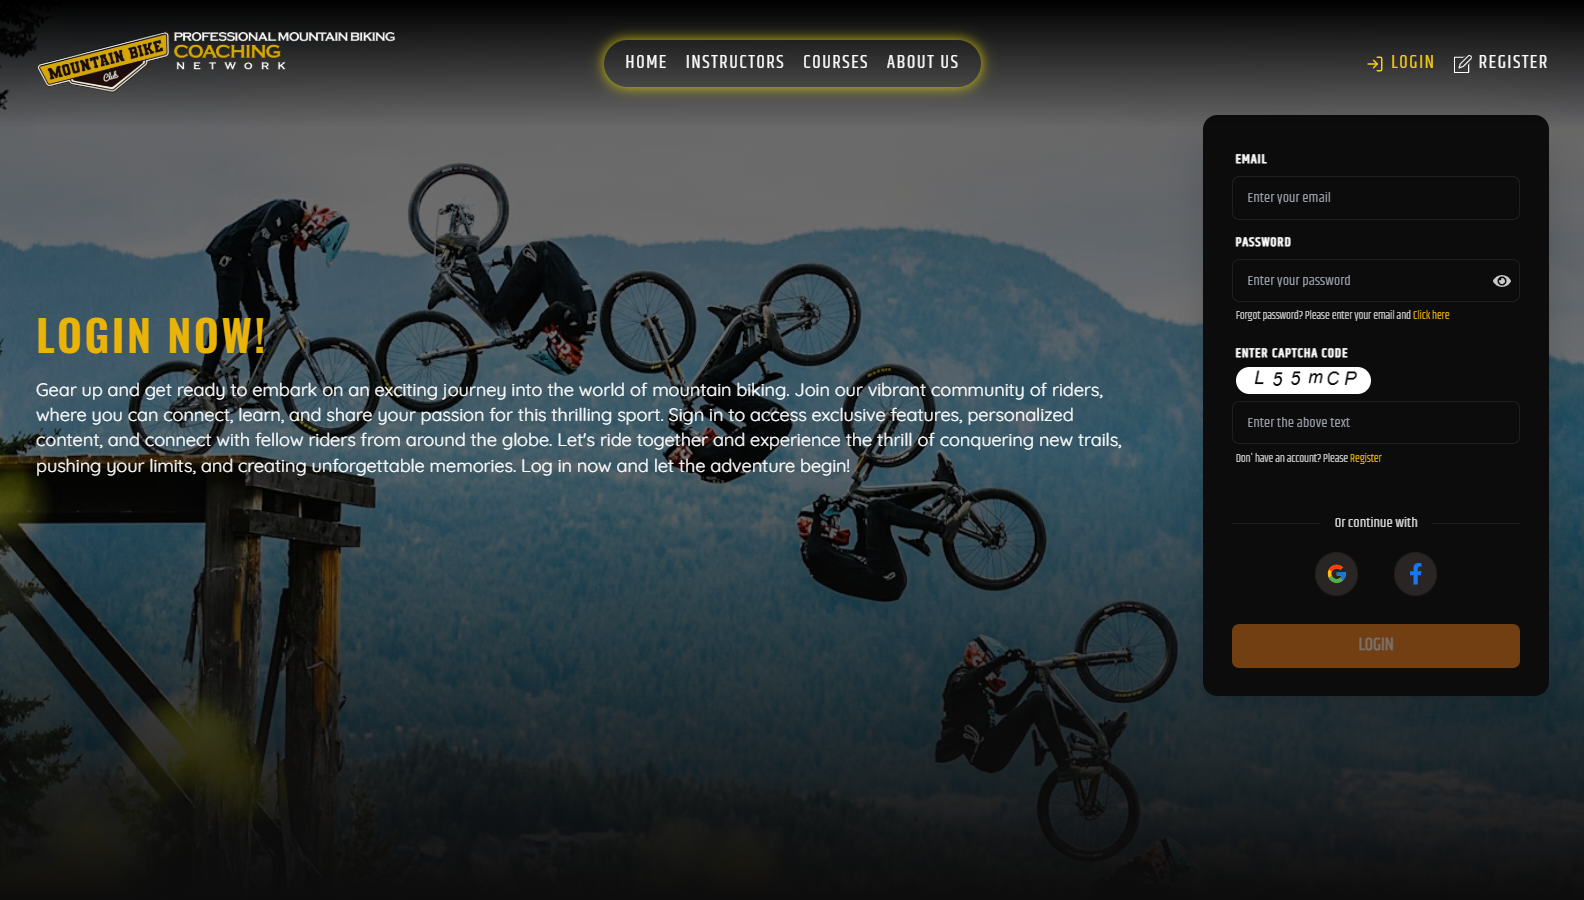 MOUNTAIN BIKE
Club
PROFESSIONAL MOUNTAIN BIKING
COACHING
NETWORK
HOME INSTRUCTORS COURSES ABOUT US
LOGIN REGISTER
LOGIN NOW!
Gear up and get ready to embark on an exciting journey into the world of mountain biking. Join our vibrant community of riders,
where you can connect, learn, and share your passion for this thrilling sport. Sign in to access exclusive features, personalized
content, and connect with fellow riders from around the globe. Let's ride together and experience the thrill of conquering new trails,
pushing your limits, and creating unforgettable memories. Log in now and let the adventure begin!
EMAIL
Enter your email
PASSWORD
Enter your password
Forgot password? Please enter your email and Click here
ENTER CAPTCHA CODE
L 5 5 m C P
Enter the above text
Don' have an account? Please Register
Or continue with
LOGIN